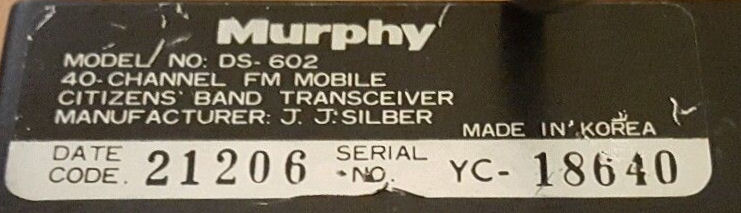 Murphy
MODEL NO: DS-602
40-CHANNEL FM MOBILE
CITIZENS' BAND TRANSCEIVER
MANUFACTURER: J. J. SILBER
MADE IN KOREA
DATE CODE. 21206 SERIAL NO. YC-18640